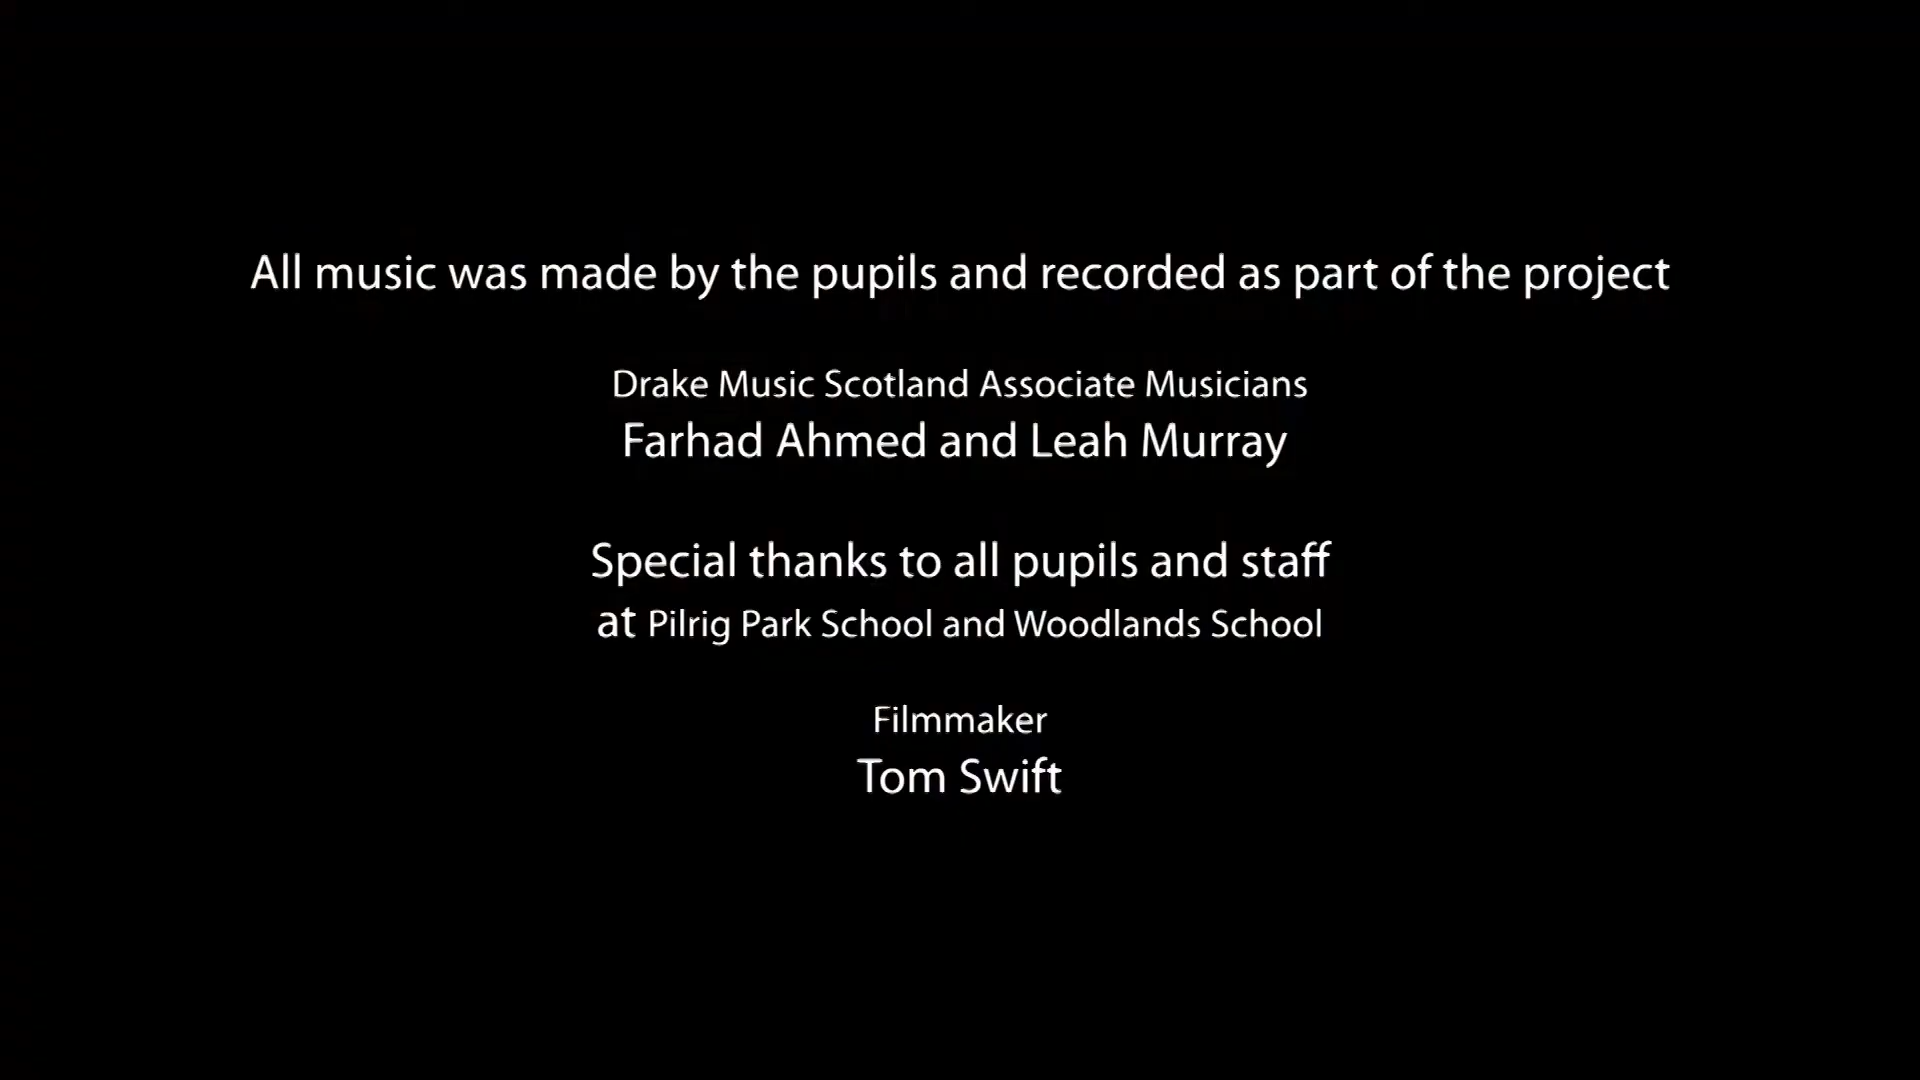 All music was made by the pupils and recorded as part of the project
Drake Music Scotland Associate Musicians
Farhad Ahmed and Leah Murray
Special thanks to all pupils and staff
at Pilrig Park School and Woodlands School
Filmmaker
Tom Swift